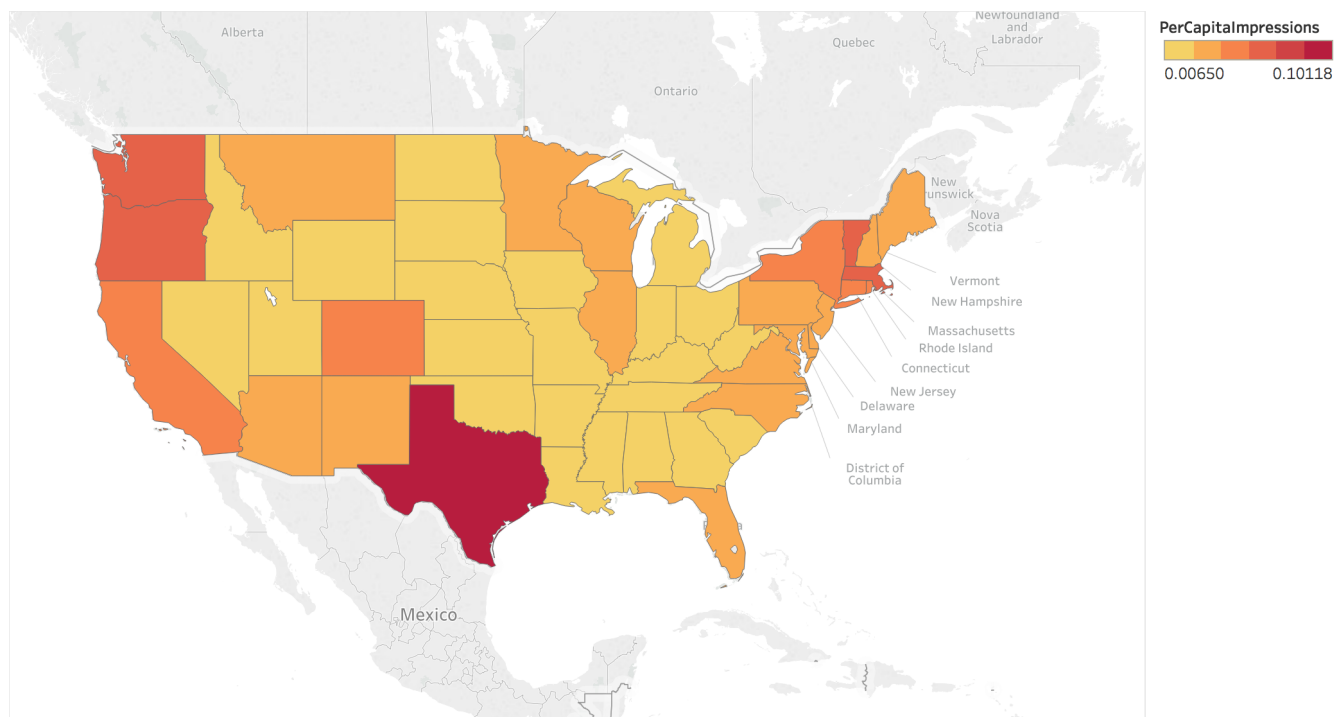 PerCapitaImpressions
0.00650 0.10118
Alberta
Newfoundland
and
Labrador
Quebec
Ontario
New
runswick
Nova
Scotia
Vermont
New Hampshire
Massachusetts
Rhode Island
Connecticut
New Jersey
Delaware
Maryland
District of
Columbia
Mexico